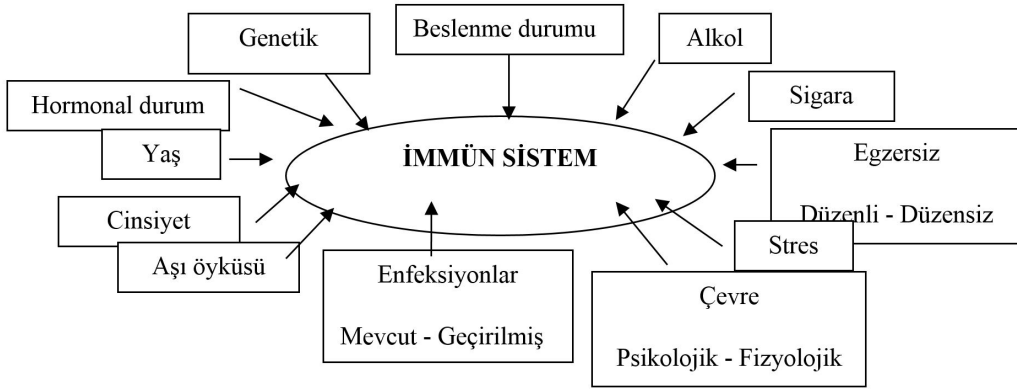 Genetik
Beslenme durumu
Alkol
Hormonal durum
Sigara
Yaş
İMMÜN SİSTEM
Egzersiz
Düzenli - Düzensiz
Cinsiyet
Stres
Aşı öyküsü
Enfeksiyonlar
Mevcut - Geçirilmiş
Çevre
Psikolojik - Fizyolojik